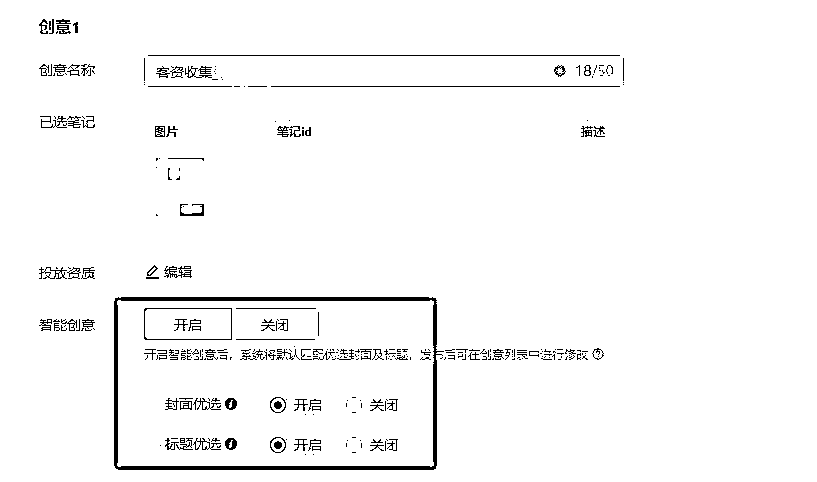 创意1
创意名称 客资收集 18/50
已选笔记 图片 笔记id 描述
投放资质 编辑
智能创意 开启 关闭
开启智能创意后，系统将默认匹配优选封面及标题，发布后可在创意列表中进行修改
封面优选 开启 关闭
标题优选 开启 关闭